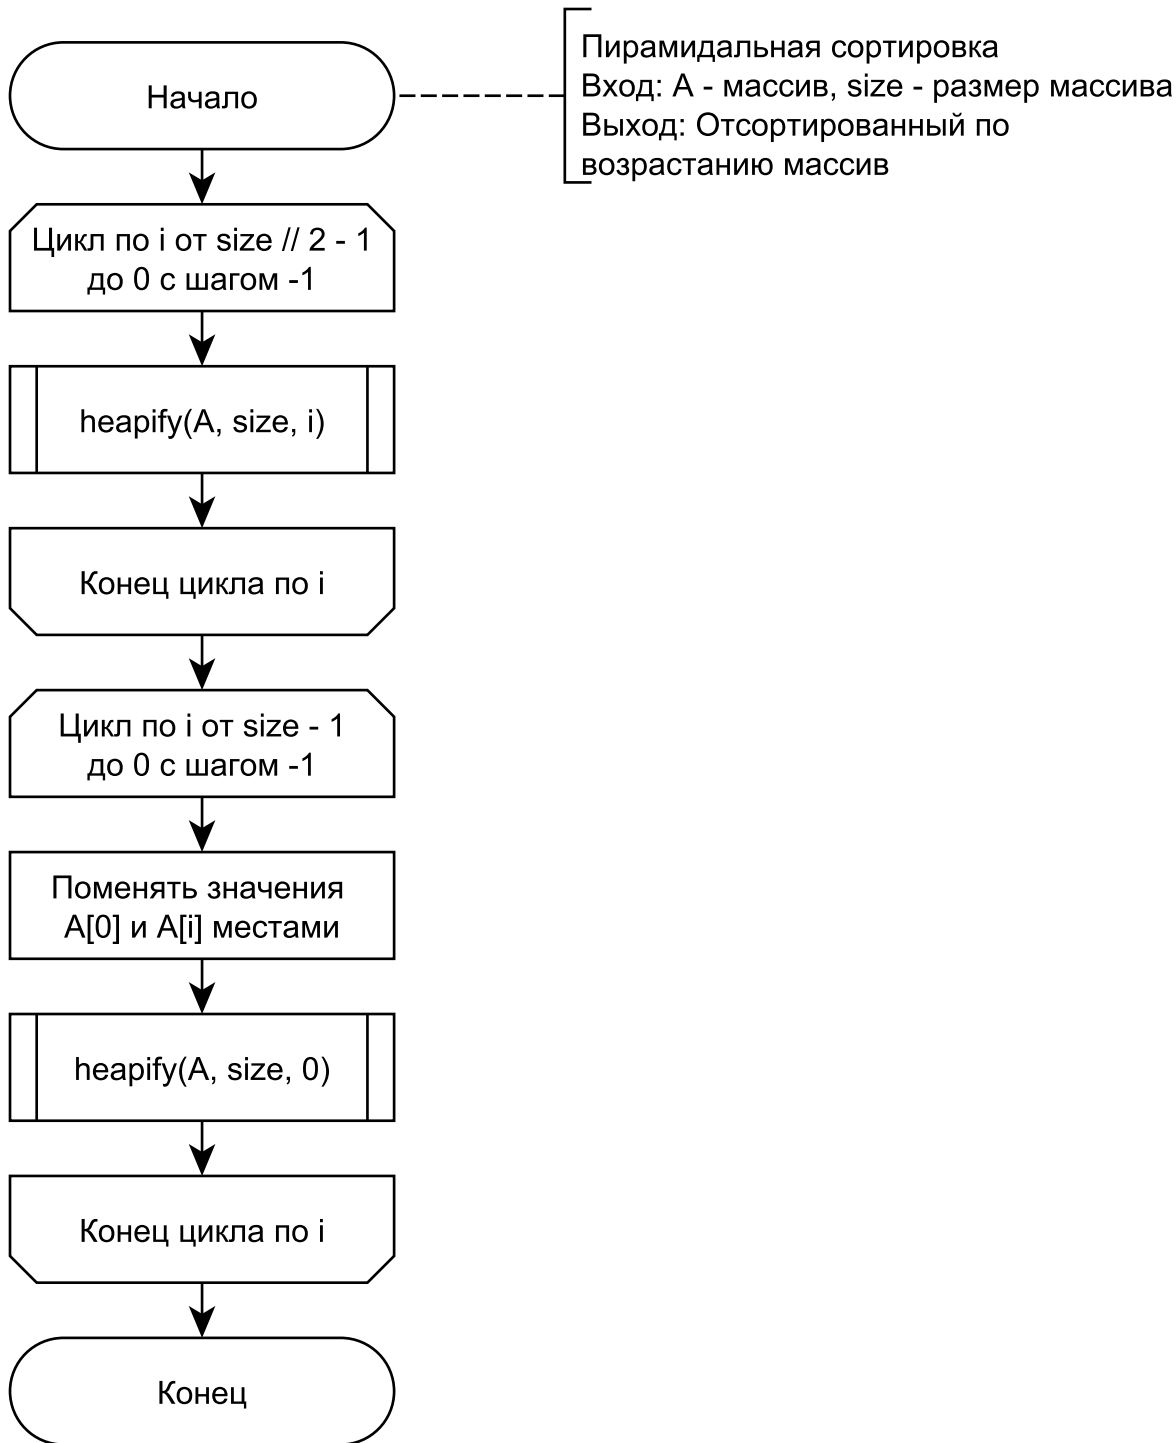 Начало
Пирамидальная сортировка
Вход: А - массив, size - размер массива
Выход: Отсортированный по
возрастанию массив
Цикл по i от size // 2 - 1
до 0 с шагом -1
heapify(A, size, i)
Конец цикла по i
Цикл по i от size - 1
до 0 с шагом -1
Поменять значения
A[0] и A[i] местами
heapify(A, size, 0)
Конец цикла по i
Конец